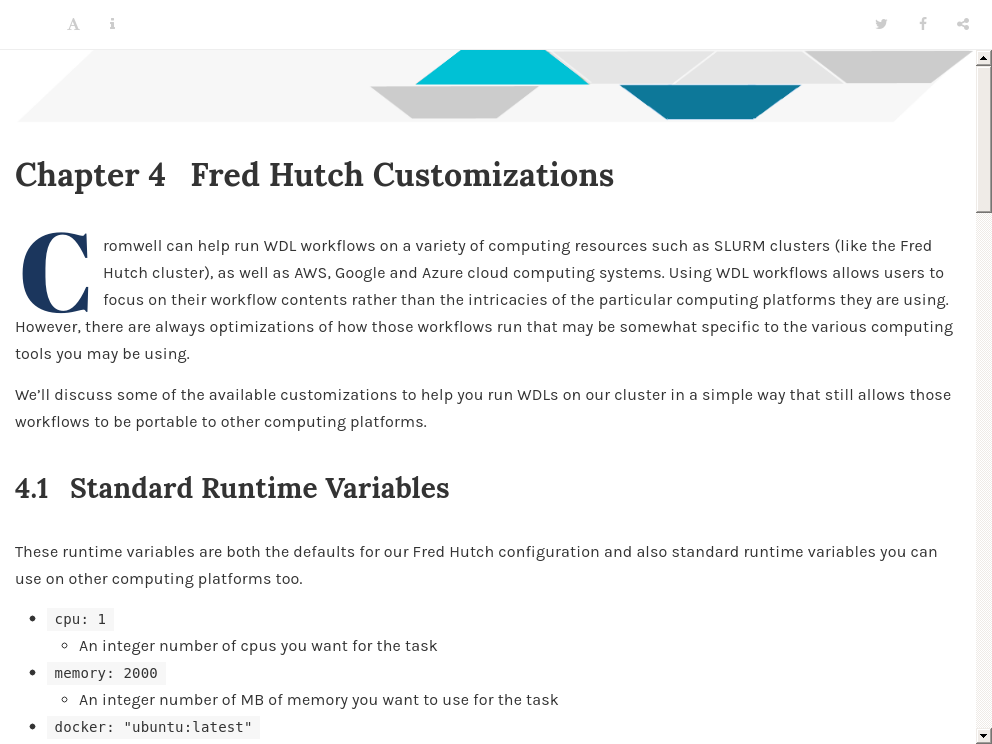 Chapter 4 Fred Hutch Customizations
Cromwell can help run WDL workflows on a variety of computing resources such as SLURM clusters (like the Fred
Hutch cluster), as well as AWS, Google and Azure cloud computing systems. Using WDL workflows allows users to
focus on their workflow contents rather than the intricacies of the particular computing platforms they are using.
However, there are always optimizations of how those workflows run that may be somewhat specific to the various computing
tools you may be using.
We’ll discuss some of the available customizations to help you run WDLs on our cluster in a simple way that still allows those
workflows to be portable to other computing platforms.
4.1 Standard Runtime Variables
These runtime variables are both the defaults for our Fred Hutch configuration and also standard runtime variables you can
use on other computing platforms too.
cpu: 1
An integer number of cpus you want for the task
memory: 2000
An integer number of MB of memory you want to use for the task
docker: "ubuntu:latest"